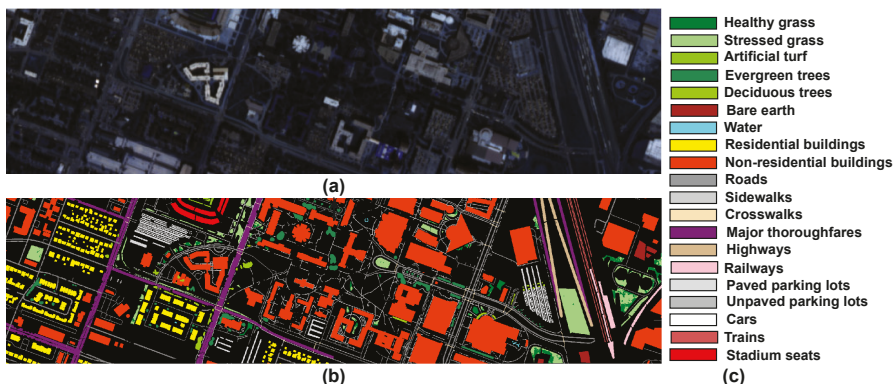 (a)
(b)
Healthy grass
Stressed grass
Artificial turf
Evergreen trees
Deciduous trees
Bare earth
Water
Residential buildings
Non-residential buildings
Roads
Sidewalks
Crosswalks
Major thoroughfares
Highways
Railways
Paved parking lots
Unpaved parking lots
Cars
Trains
Stadium seats
(c)